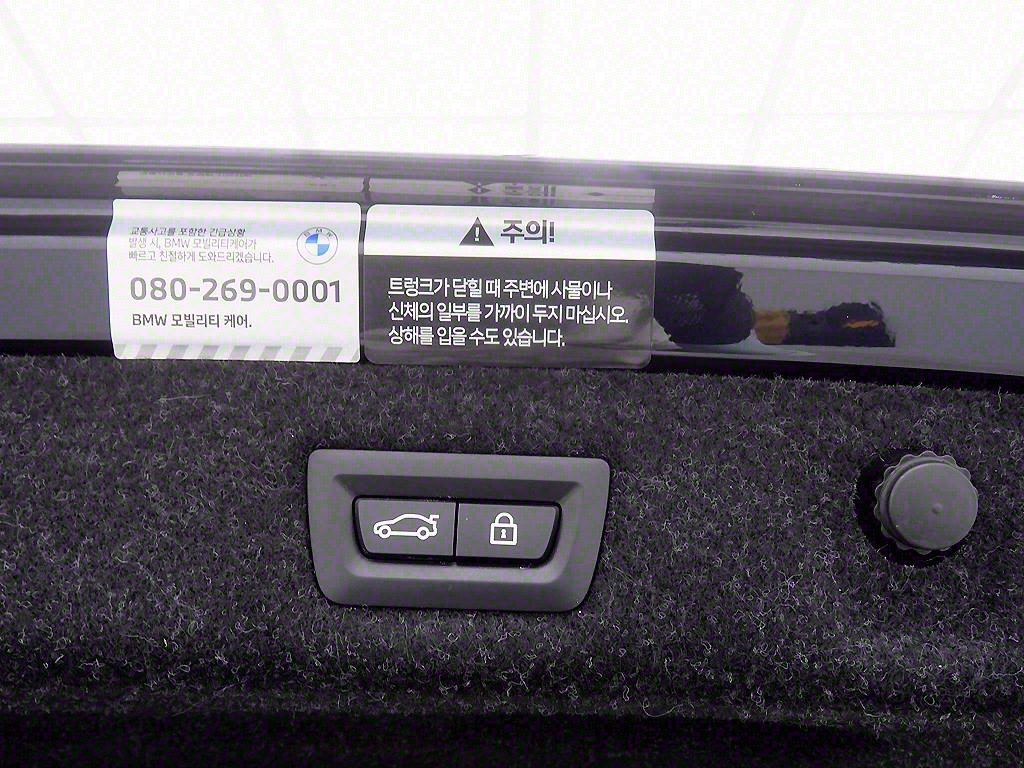 교통사고를 포함한 긴급상황
발생 시, BMW 모빌리티케어가
빠르고 친절하게 도와드리겠습니다.
BMW
080-269-0001
BMW 모빌리티 케어.
주의!
트렁크가 닫힐 때 주변에 사물이나
신체의 일부를 가까이 두지 마십시오.
상해를 입을 수도 있습니다.